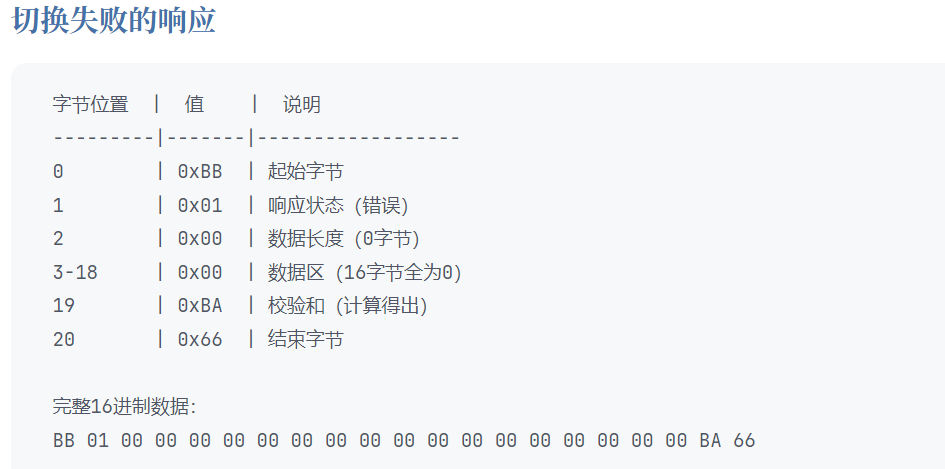 切换失败的响应
字节位置 | 值 | 说明
---------|-------|------------------
0 | 0xBB | 起始字节
1 | 0x01 | 响应状态（错误）
2 | 0x00 | 数据长度（0字节）
3-18 | 0x00 | 数据区（16字节全为0）
19 | 0xBA | 校验和（计算得出）
20 | 0x66 | 结束字节
完整16进制数据：
BB 01 00 00 00 00 00 00 00 00 00 00 00 00 00 00 00 00 00 BA 66